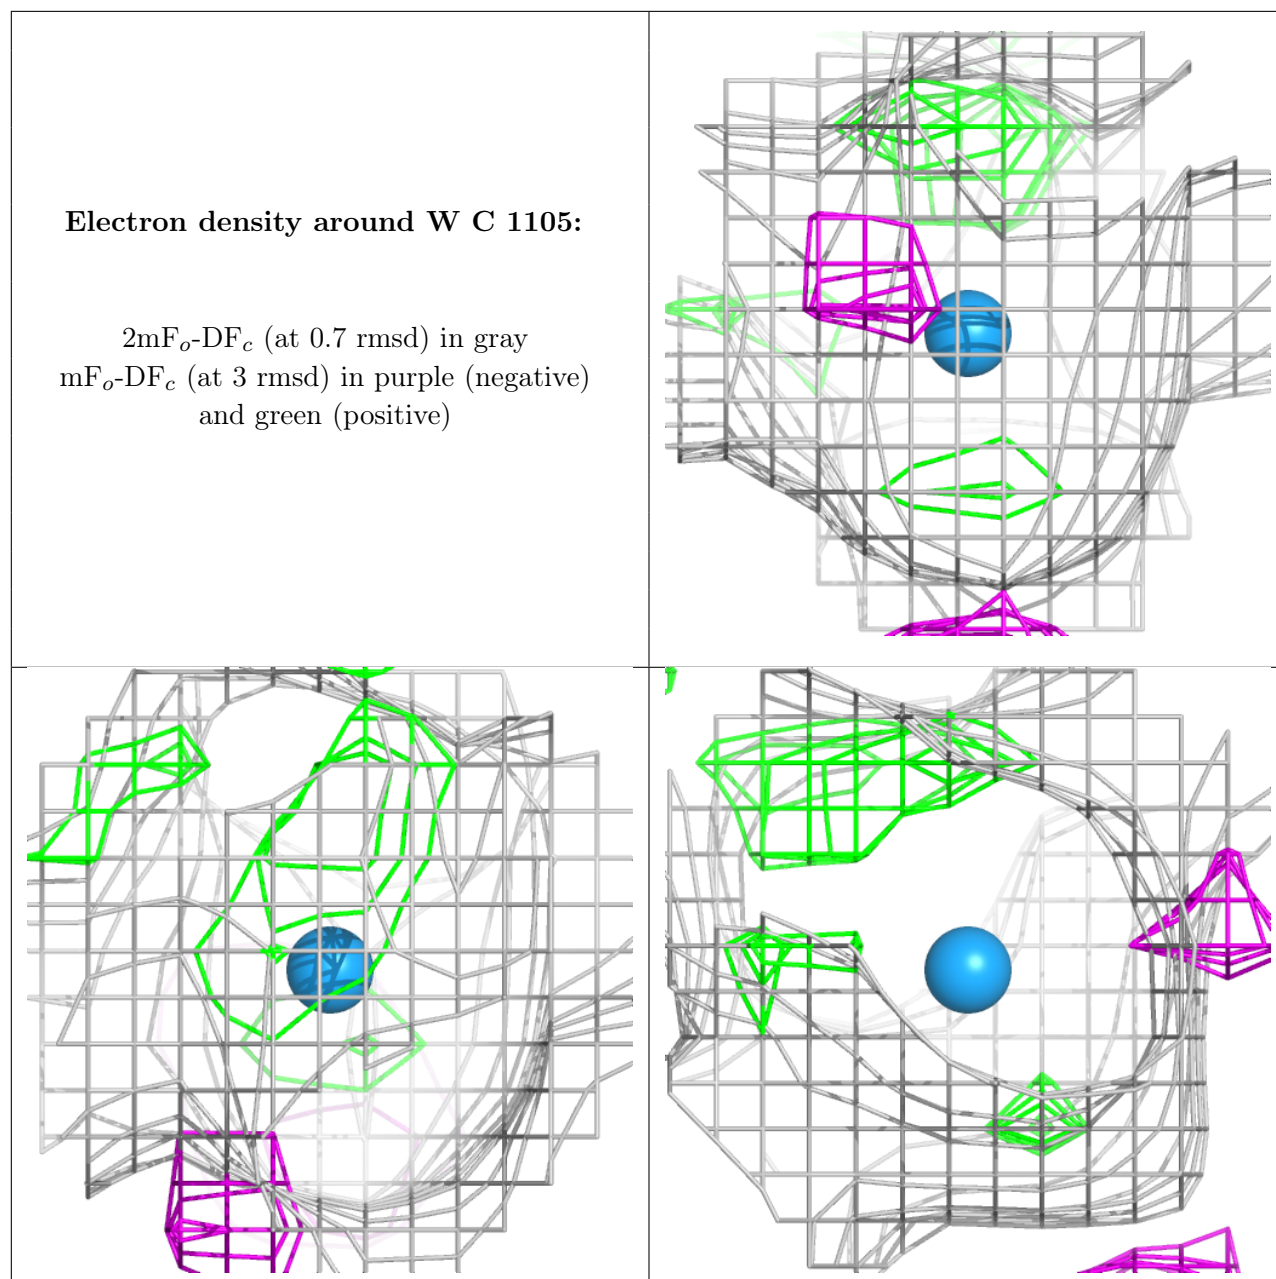 Electron density around W C 1105:
2mFo-DFc (at 0.7 rmsd) in gray
mFo-DFc (at 3 rmsd) in purple (negative)
and green (positive)